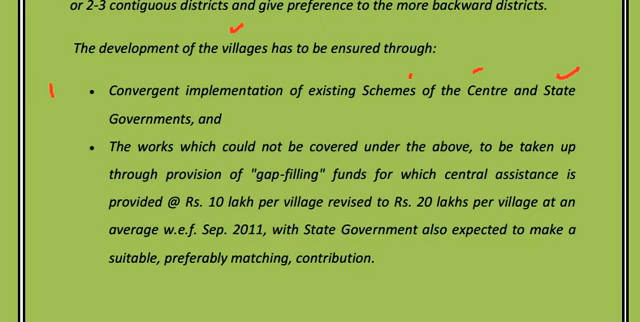 or 2-3 contiguous districts and give preference to the more backward districts.
The development of the villages has to be ensured through:
• Convergent implementation of existing Schemes of the Centre and State
Governments, and
• The works which could not be covered under the above, to be taken up
through provision of "gap-filling" funds for which central assistance is
provided @ Rs. 10 lakh per village revised to Rs. 20 lakhs per village at an
average w.e.f. Sep. 2011, with State Government also expected to make a
suitable, preferably matching, contribution.